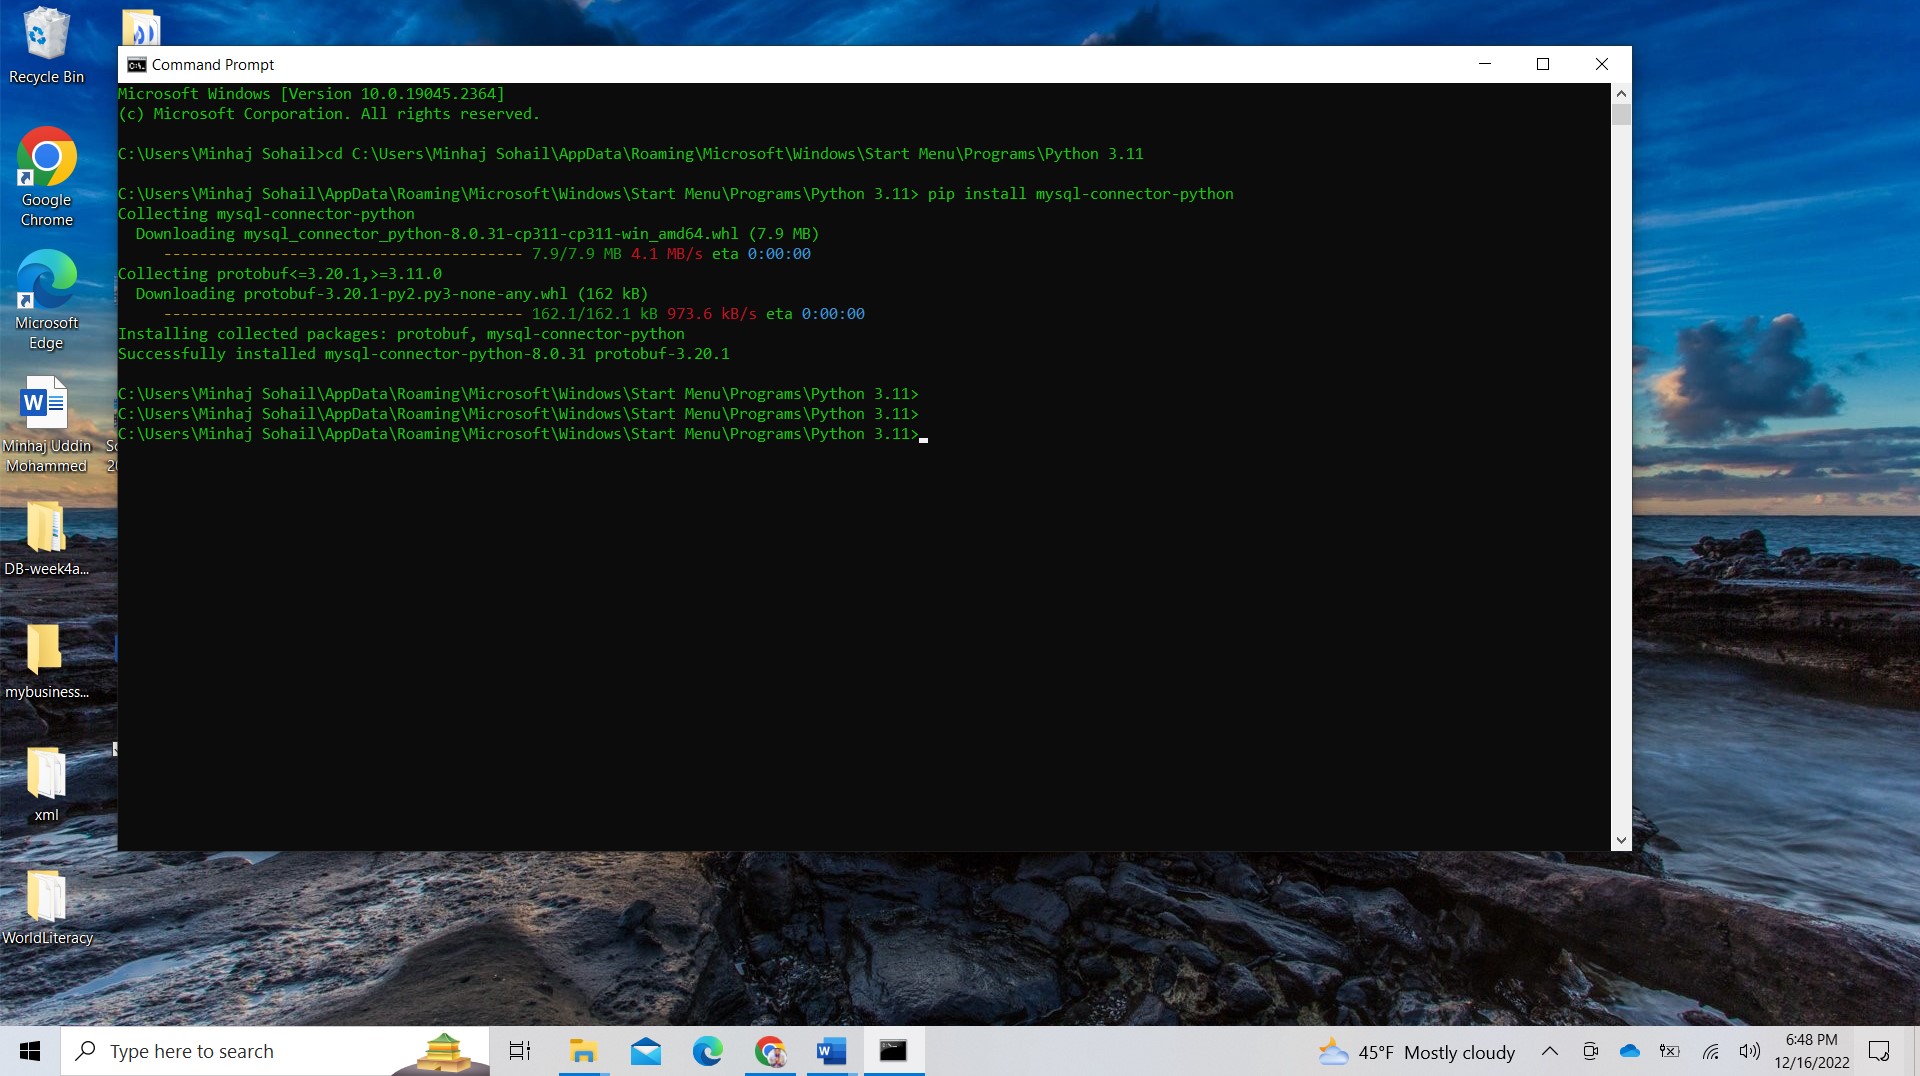 Recycle Bin
Google
Chrome
Microsoft
Edge
Minhaj Uddin
Mohammed
DB-week4a...
mybusiness...
xml
WorldLiteracy
Command Prompt
Microsoft Windows [Version 10.0.19045.2364]
(c) Microsoft Corporation. All rights reserved.
C:\Users\Minhaj Sohail>cd C:\Users\Minhaj Sohail\AppData\Roaming\Microsoft\Windows\Start Menu\Programs\Python 3.11
C:\Users\Minhaj Sohail\AppData\Roaming\Microsoft\Windows\Start Menu\Programs\Python 3.11> pip install mysql-connector-python
Collecting mysql-connector-python
Downloading mysql_connector_python-8.0.31-cp311-cp311-win_amd64.whl (7.9 MB)
---------------------------------------- 7.9/7.9 MB 4.1 MB/s eta 0:00:00
Collecting protobuf<=3.20.1,>=3.11.0
Downloading protobuf-3.20.1-py2.py3-none-any.whl (162 kB)
---------------------------------------- 162.1/162.1 kB 973.6 kB/s eta 0:00:00
Installing collected packages: protobuf, mysql-connector-python
Successfully installed mysql-connector-python-8.0.31 protobuf-3.20.1
C:\Users\Minhaj Sohail\AppData\Roaming\Microsoft\Windows\Start Menu\Programs\Python 3.11>
C:\Users\Minhaj Sohail\AppData\Roaming\Microsoft\Windows\Start Menu\Programs\Python 3.11>
C:\Users\Minhaj Sohail\AppData\Roaming\Microsoft\Windows\Start Menu\Programs\Python 3.11>
Type here to search
45°F Mostly cloudy
6:48 PM
12/16/2022